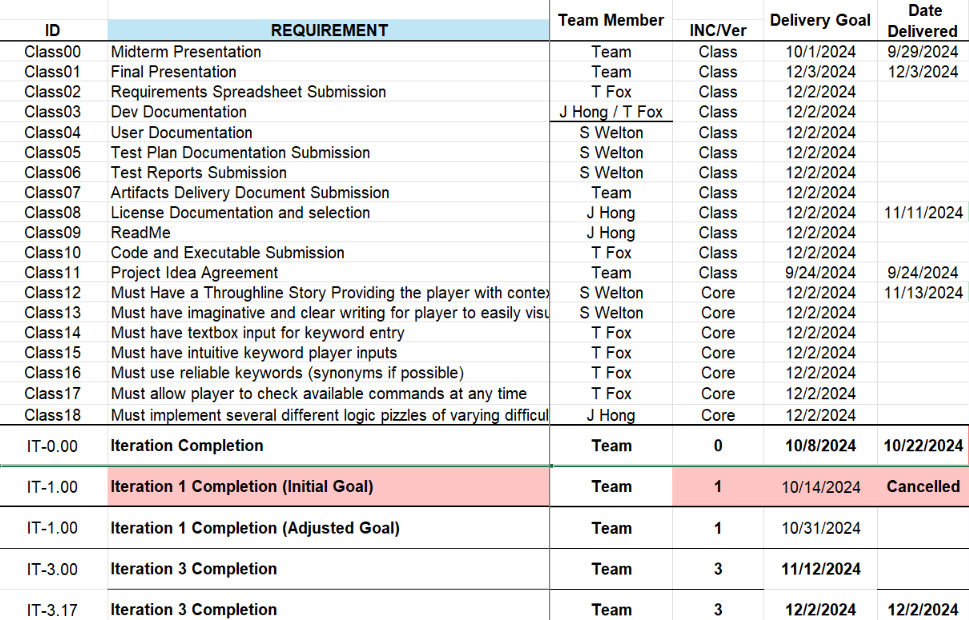 ID REQUIREMENT Team Member INC/Ver Delivery Goal Date Delivered
Class00 Midterm Presentation Team Class 10/1/2024 9/29/2024
Class01 Final Presentation Team Class 12/3/2024 12/3/2024
Class02 Requirements Spreadsheet Submission T Fox Class 12/2/2024
Class03 Dev Documentation J Hong / T Fox Class 12/2/2024
Class04 User Documentation S Welton Class 12/2/2024
Class05 Test Plan Documentation Submission S Welton Class 12/2/2024
Class06 Test Reports Submission S Welton Class 12/2/2024
Class07 Artifacts Delivery Document Submission Team Class 12/2/2024
Class08 License Documentation and selection J Hong Class 12/2/2024 11/11/2024
Class09 ReadMe J Hong Class 12/2/2024
Class10 Code and Executable Submission T Fox Class 12/2/2024
Class11 Project Idea Agreement Team Class 9/24/2024 9/24/2024
Class12 Must Have a Throughline Story Providing the player with contex S Welton Core 12/2/2024 11/13/2024
Class13 Must have imaginative and clear writing for player to easily visu S Welton Core 12/2/2024
Class14 Must have textbox input for keyword entry T Fox Core 12/2/2024
Class15 Must have intuitive keyword player inputs T Fox Core 12/2/2024
Class16 Must use reliable keywords (synonyms if possible) T Fox Core 12/2/2024
Class17 Must allow player to check available commands at any time T Fox Core 12/2/2024
Class18 Must implement several different logic pizzles of varying difficul J Hong Core 12/2/2024
IT-0.00 Iteration Completion Team 0 10/8/2024 10/22/2024
IT-1.00 Iteration 1 Completion (Initial Goal) Team 1 10/14/2024 Cancelled
IT-1.00 Iteration 1 Completion (Adjusted Goal) Team 1 10/31/2024
IT-3.00 Iteration 3 Completion Team 3 11/12/2024
IT-3.17 Iteration 3 Completion Team 3 12/2/2024 12/2/2024